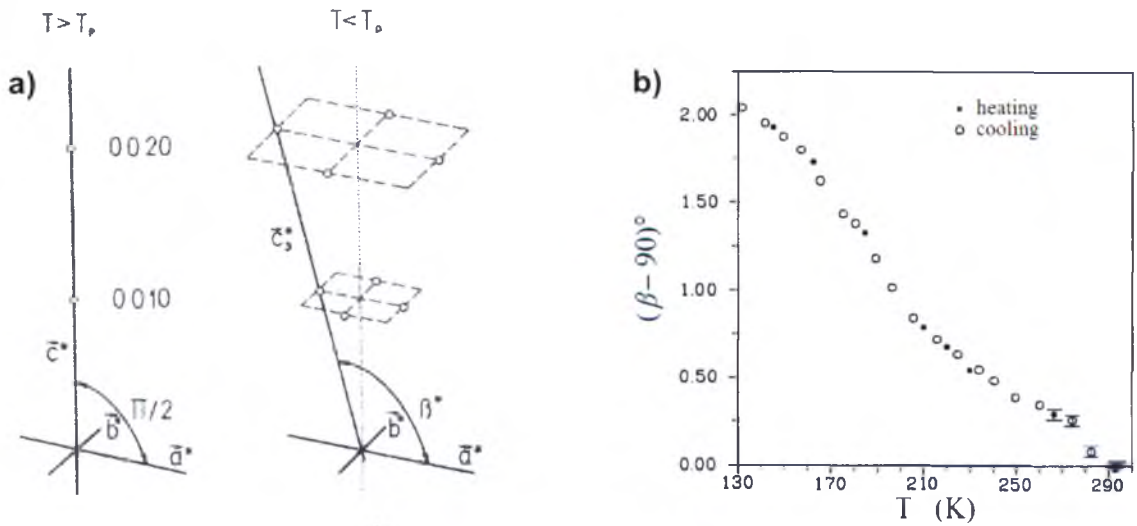 T > Tₚ
T < Tₚ
a)
0 0 20
0 0 10
c̄*
π/2
b̄*
ā*
c̄₃*
β*
b̄*
ā*
b)
heating
cooling
2.00
1.50
1.00
0.50
0.00
(β – 90)°
130
170
210
250
290
T (K)